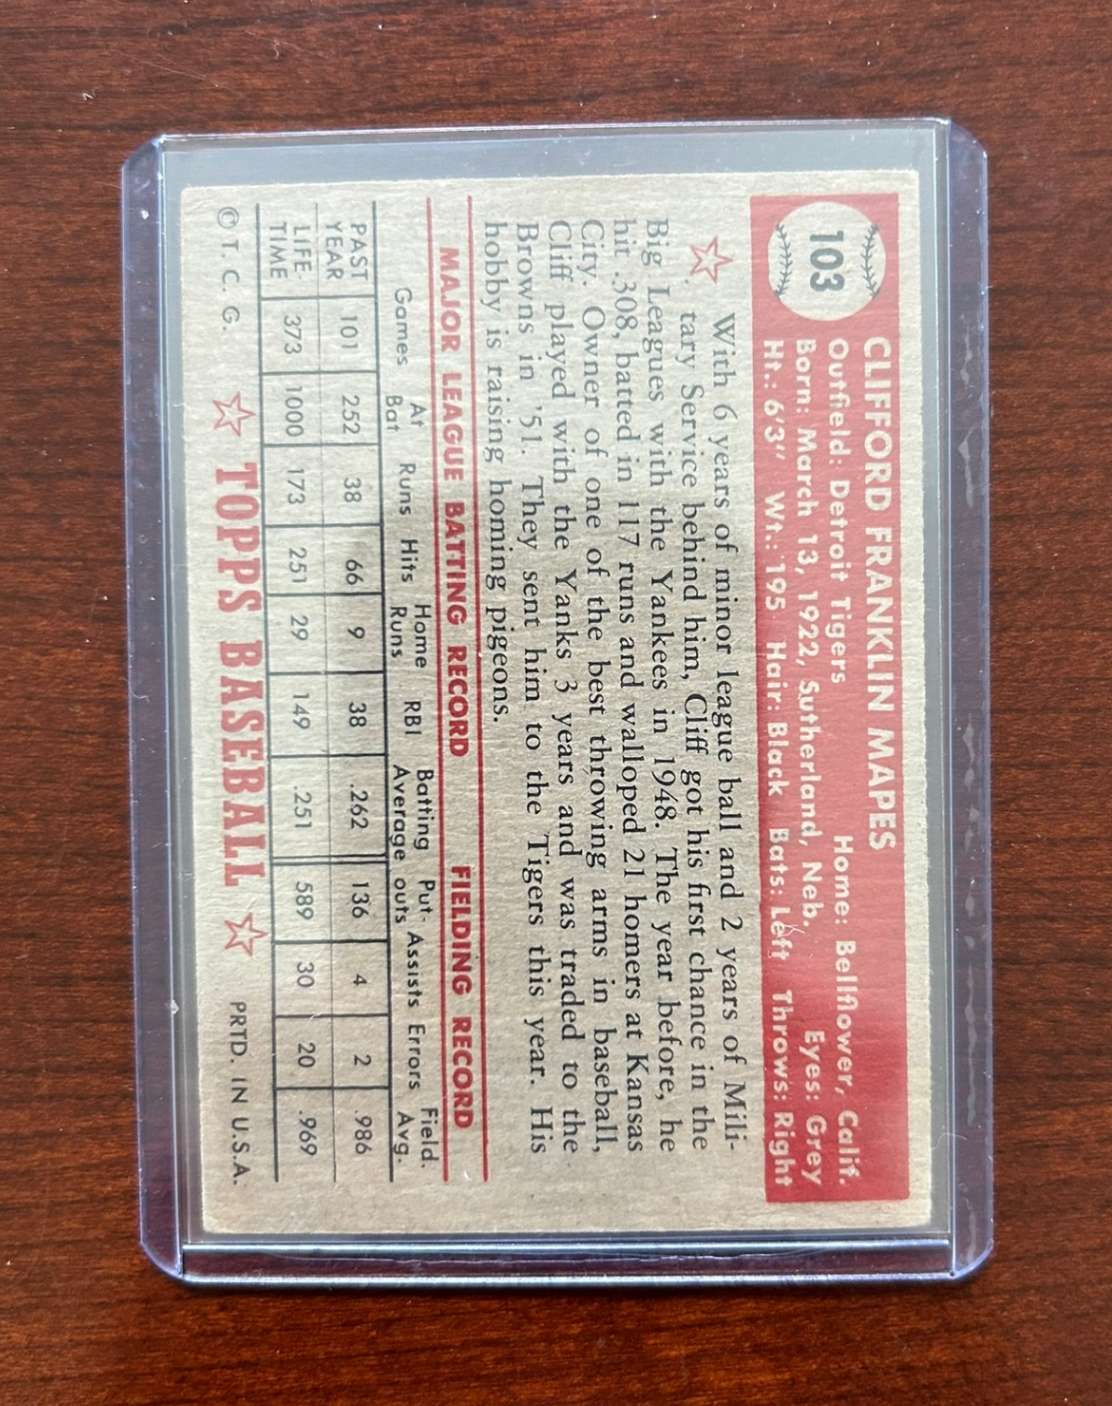 103
CLIFFORD FRANKLIN MAPES
Outfield: Detroit Tigers Home: Bellflower, Calif.
Born: March 13, 1922, Sutherland, Neb. Eyes: Grey
Ht.: 6'3" Wt.: 195 Hair: Black Bats: Left Throws: Right
With 6 years of minor league ball and 2 years of Mili-
tary Service behind him, Cliff got his first chance in the
Big Leagues with the Yankees in 1948. The year before, he
hit .308, batted in 117 runs and walloped 21 homers at Kansas
City. Owner of one of the best throwing arms in baseball,
Cliff played with the Yanks 3 years and was traded to the
Browns in '51. They sent him to the Tigers this year. His
hobby is raising homing pigeons.
MAJOR LEAGUE BATTING RECORD FIELDING RECORD
Games At Bat Runs Hits Home Runs RBI Batting Average Put-outs Assists Errors Field. Avg.
PAST YEAR 101 252 38 66 9 38 .262 136 4 2 .986
LIFE TIME 373 1000 173 251 29 149 .251 589 30 20 .969
© T. C. G. TOPPS BASEBALL PRTD. IN U.S.A.